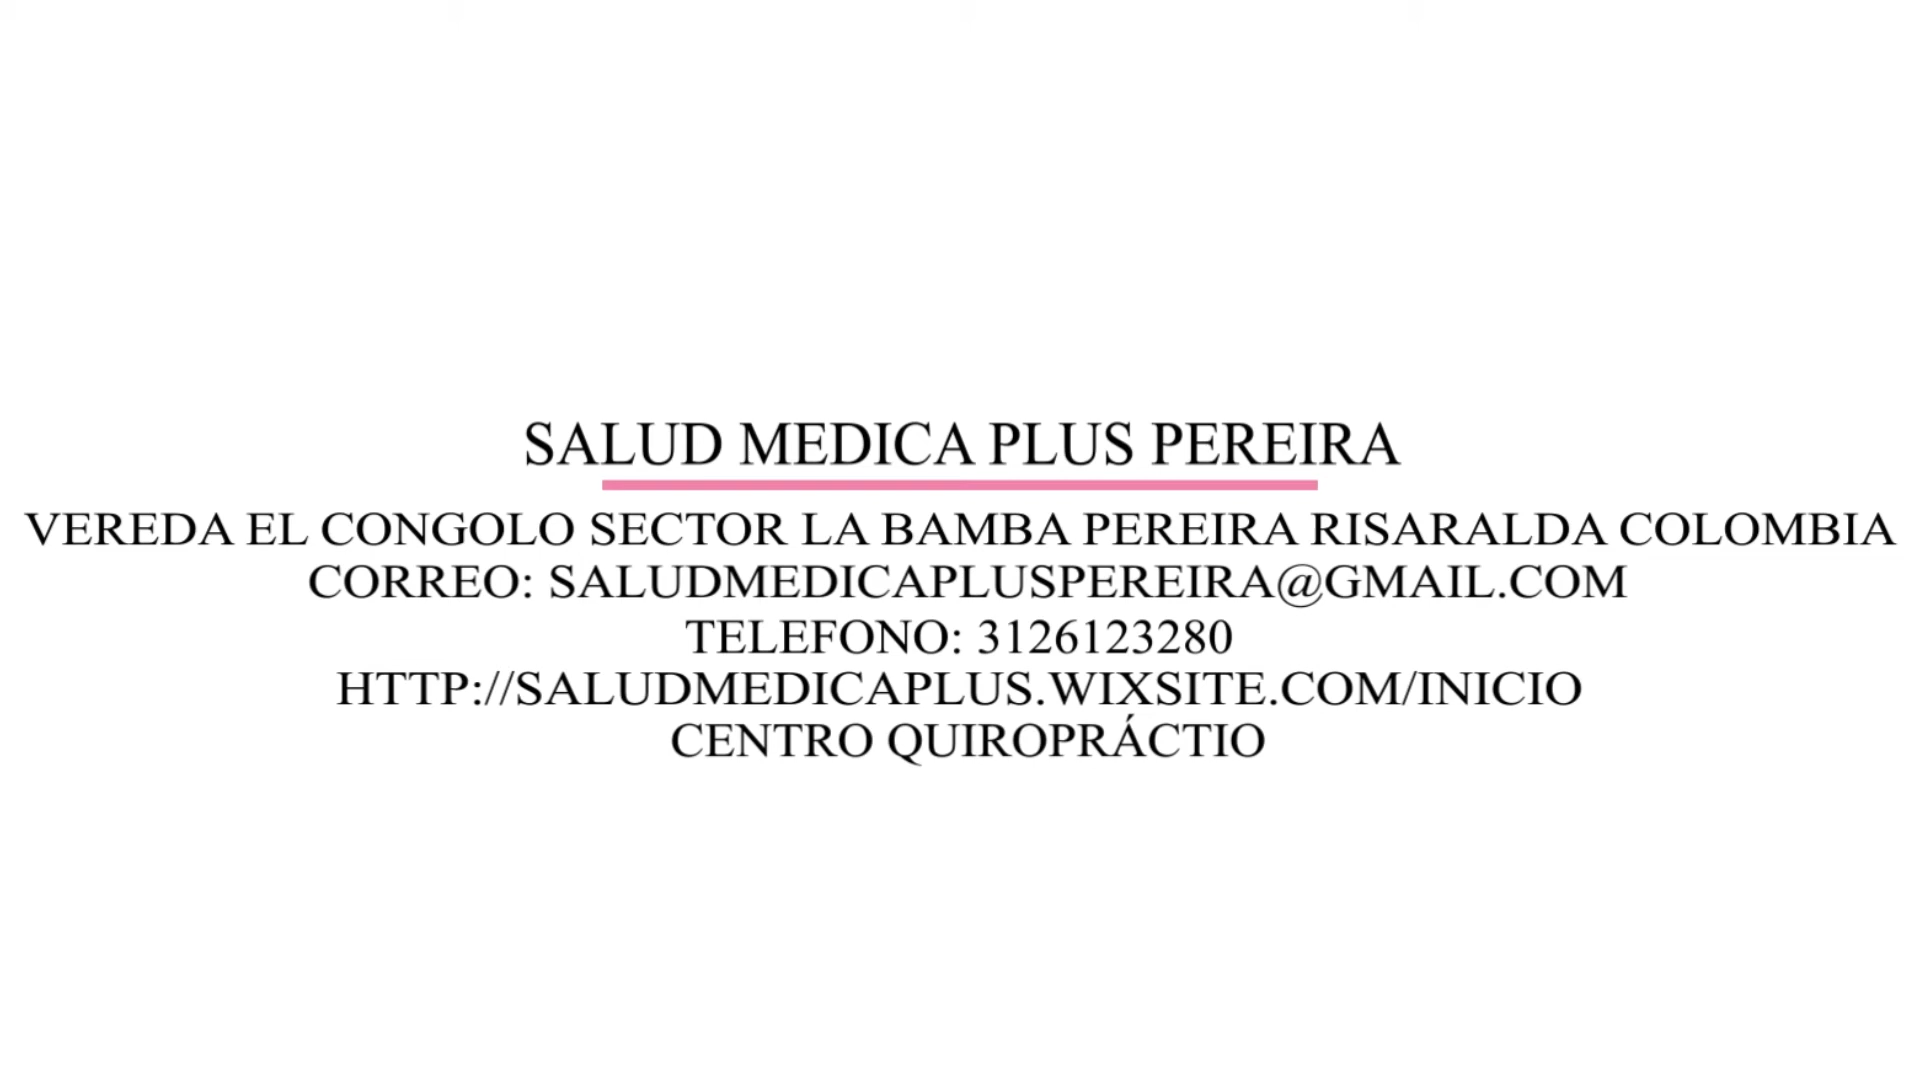 SALUD MEDICA PLUS PEREIRA
VEREDA EL CONGOLO SECTOR LA BAMBA PEREIRA RISARALDA COLOMBIA
CORREO: SALUDMEDICAPLUSPEREIRA@GMAIL.COM
TELEFONO: 3126123280
HTTP://SALUDMEDICAPLUS.WIXSITE.COM/INICIO
CENTRO QUIROPRÁCTIO